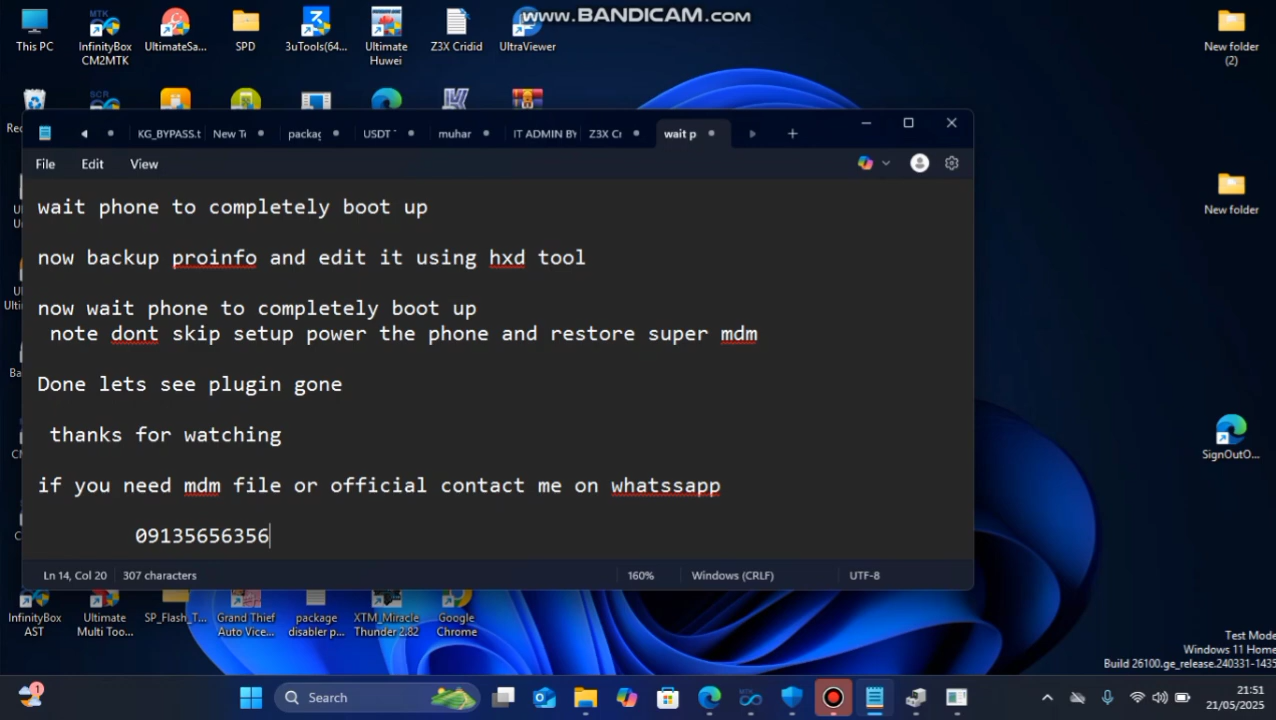 www.BANDICAM.com
This PC
InfinityBox CM2MTK
UltimateSa...
SPD
3uTools(64...
Ultimate Huwei
Z3X Cridid
UltraViewer
New folder (2)
KG_BYPASS.t
New Te
packag
USDT
muhar
IT ADMIN BY
Z3X Cr
wait p
File
Edit
View
wait phone to completely boot up
now backup proinfo and edit it using hxd tool
now wait phone to completely boot up
note dont skip setup power the phone and restore super mdm
Done lets see plugin gone
thanks for watching
if you need mdm file or official contact me on whatssapp
09135656356
Ln 14, Col 20
307 characters
160%
Windows (CRLF)
UTF-8
New folder
SignOutO...
InfinityBox AST
Ultimate Multi Too...
SP_Flash_T...
Grand Thief Auto Vice...
package disabler p...
XTM_Miracle Thunder 2.82
Google Chrome
Test Mode
Windows 11 Home
Build 26100.ge_release.240331-1435
1
Search
21:51
21/05/2025